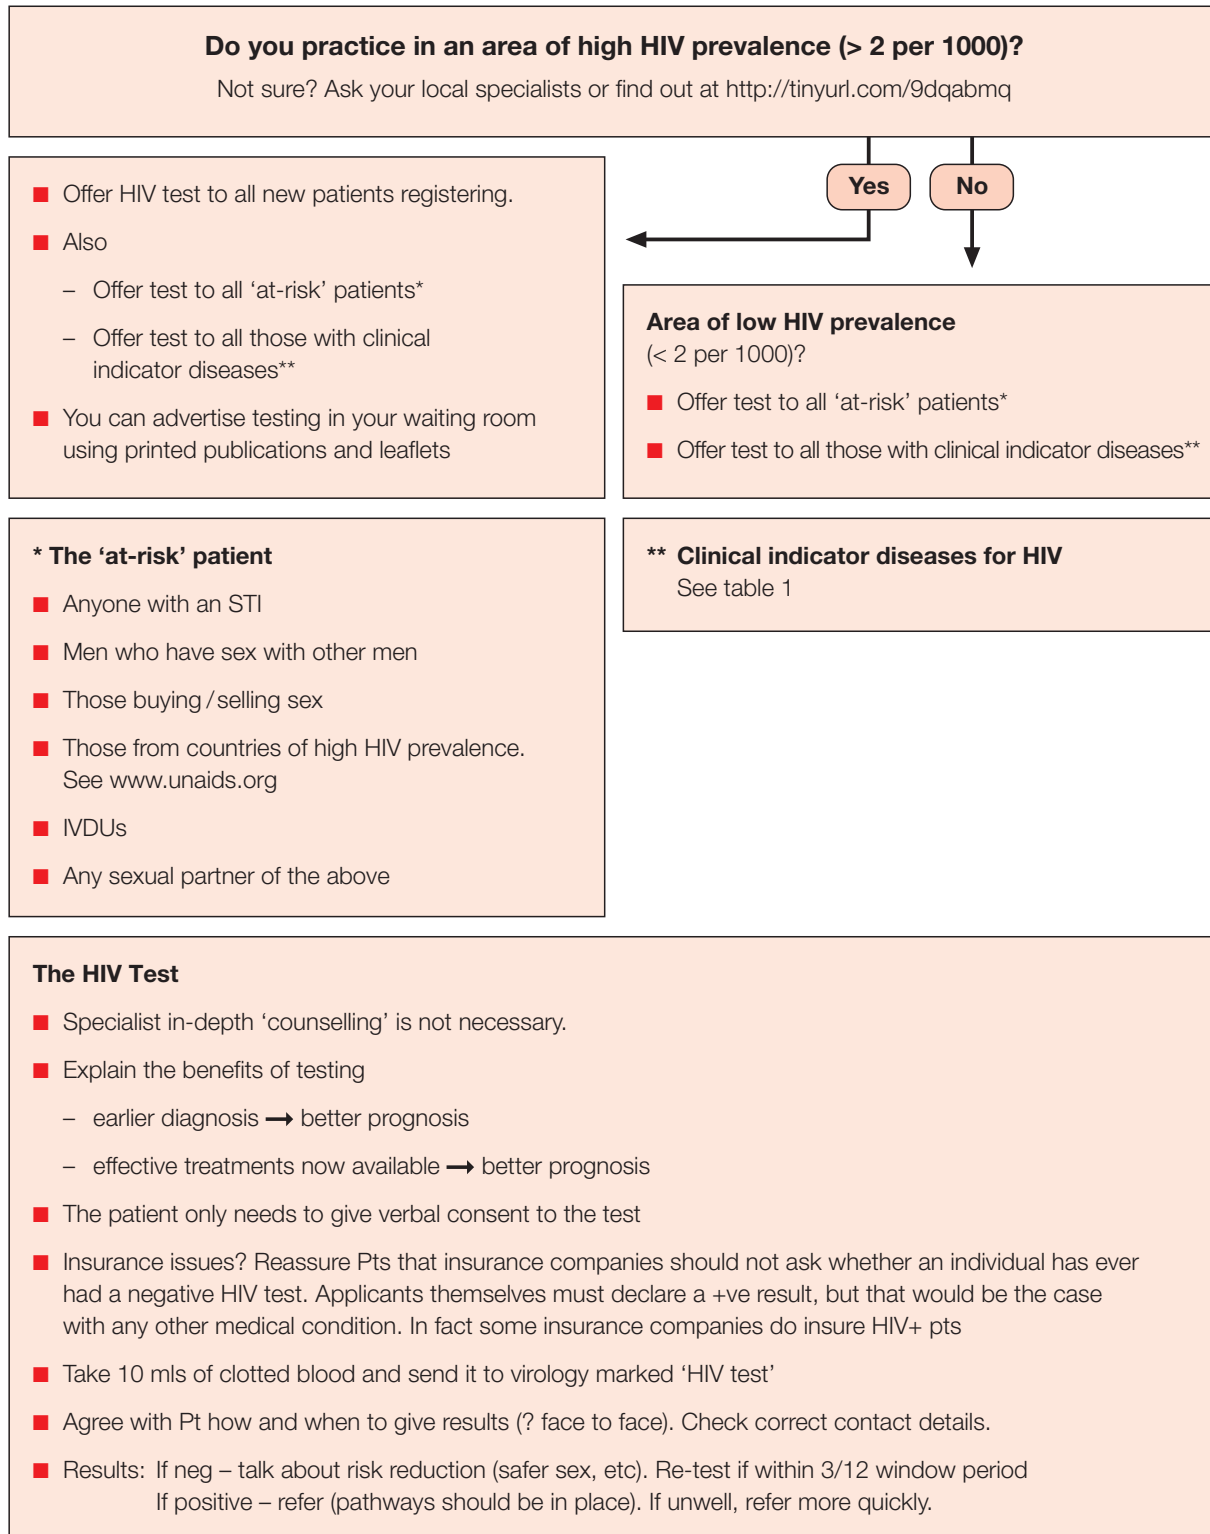 Do you practice in an area of high HIV prevalence (> 2 per 1000)?
Not sure? Ask your local specialists or find out at http://tinyurl.com/9dqabmq
Yes
No
■ Offer HIV test to all new patients registering.
■ Also
– Offer test to all ‘at-risk’ patients*
– Offer test to all those with clinical
indicator diseases**
■ You can advertise testing in your waiting room
using printed publications and leaflets
Area of low HIV prevalence
(< 2 per 1000)?
■ Offer test to all ‘at-risk’ patients*
■ Offer test to all those with clinical indicator diseases**
* The ‘at-risk’ patient
■ Anyone with an STI
■ Men who have sex with other men
■ Those buying / selling sex
■ Those from countries of high HIV prevalence.
See www.unaids.org
■ IVDUs
■ Any sexual partner of the above
** Clinical indicator diseases for HIV
See table 1
The HIV Test
■ Specialist in-depth ‘counselling’ is not necessary.
■ Explain the benefits of testing
– earlier diagnosis → better prognosis
– effective treatments now available → better prognosis
■ The patient only needs to give verbal consent to the test
■ Insurance issues? Reassure Pts that insurance companies should not ask whether an individual has ever
had a negative HIV test. Applicants themselves must declare a +ve result, but that would be the case
with any other medical condition. In fact some insurance companies do insure HIV+ pts
■ Take 10 mls of clotted blood and send it to virology marked ‘HIV test’
■ Agree with Pt how and when to give results (? face to face). Check correct contact details.
■ Results: If neg – talk about risk reduction (safer sex, etc). Re-test if within 3/12 window period
If positive – refer (pathways should be in place). If unwell, refer more quickly.